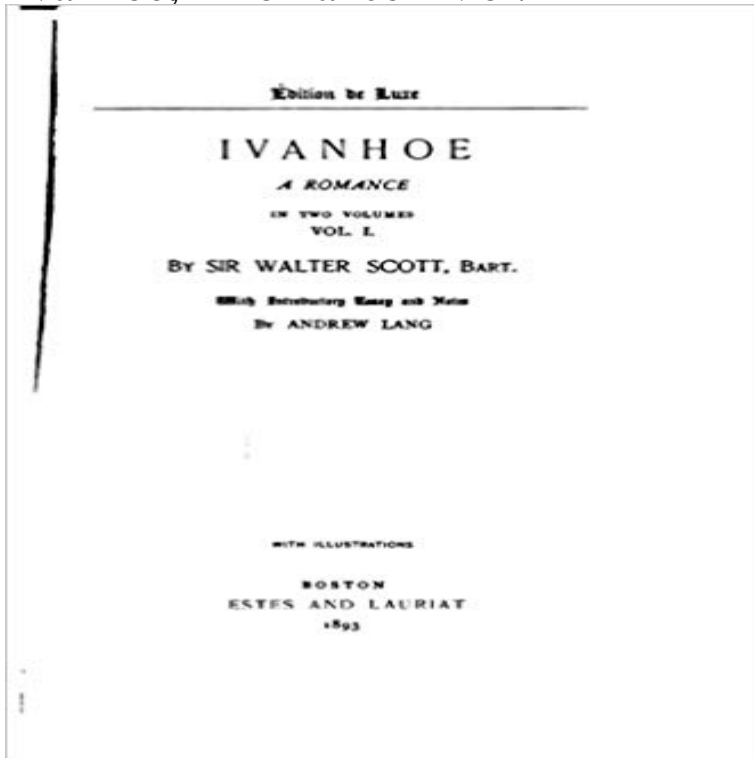 Édition de Luxe
IVANHOE
A ROMANCE
IN TWO VOLUMES
VOL. I.
BY SIR WALTER SCOTT, BART.
With Introductory Essay and Notes
BY ANDREW LANG
WITH ILLUSTRATIONS
BOSTON
ESTES AND LAURIAT
1893